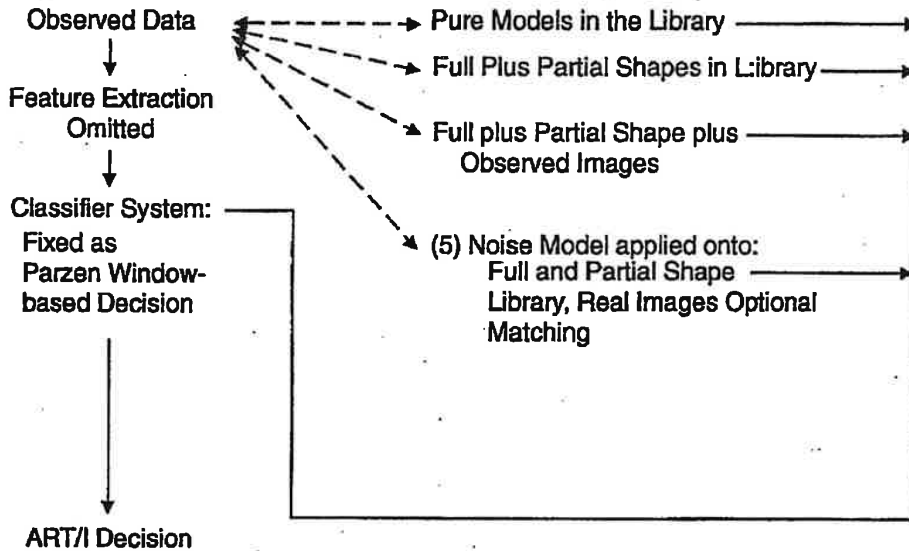 Observed Data
Feature Extraction
Omitted
Classifier System:
Fixed as
Parzen Window-
based Decision
ART/I Decision
Pure Models in the Library
Full Plus Partial Shapes in L:ibrary
Full plus Partial Shape plus
Observed Images
(5) Noise Model applied onto:
Full and Partial Shape
Library, Real Images Optional
Matching